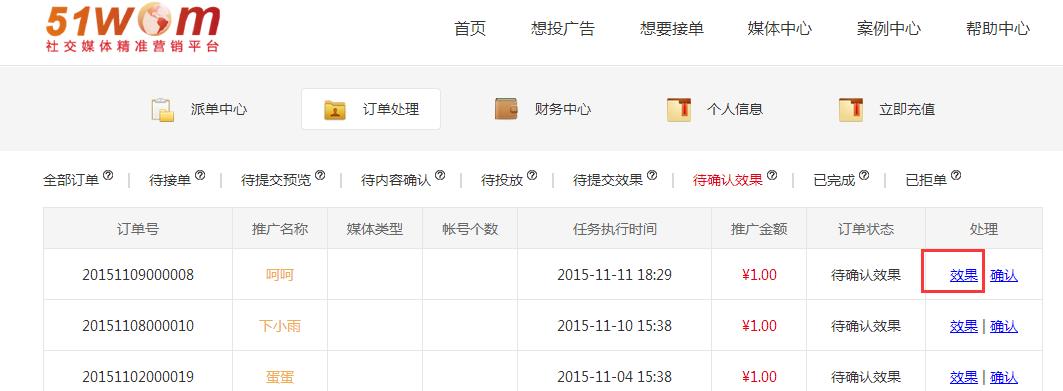 51WOM
社交媒体精准营销平台
首页 想投广告 想要接单 媒体中心 案例中心 帮助中心
派单中心 订单处理 财务中心 个人信息 立即充值
全部订单? | 待接单? | 待提交预览? | 待内容确认? | 待投放? | 待提交效果? | 待确认效果? | 已完成? | 已拒单?
订单号 推广名称 媒体类型 帐号个数 任务执行时间 推广金额 订单状态 处理
20151109000008 呵呵 2015-11-11 18:29 ¥1.00 待确认效果 效果 确认
20151108000010 下小雨 2015-11-10 15:38 ¥1.00 待确认效果 效果 | 确认
20151102000019 蛋蛋 2015-11-04 15:38 ¥1.00 待确认效果 效果 | 确认